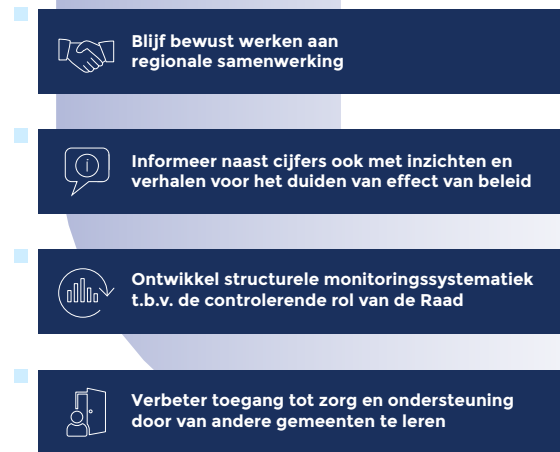 Blijf bewust werken aan
regionale samenwerking
Informeer naast cijfers ook met inzichten en
verhalen voor het duiden van effect van beleid
Ontwikkel structurele monitoringssystematiek
t.b.v. de controlerende rol van de Raad
Verbeter toegang tot zorg en ondersteuning
door van andere gemeenten te leren